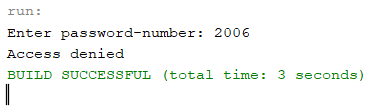 run:
Enter password-number: 2006
Access denied
BUILD SUCCESSFUL (total time: 3 seconds)